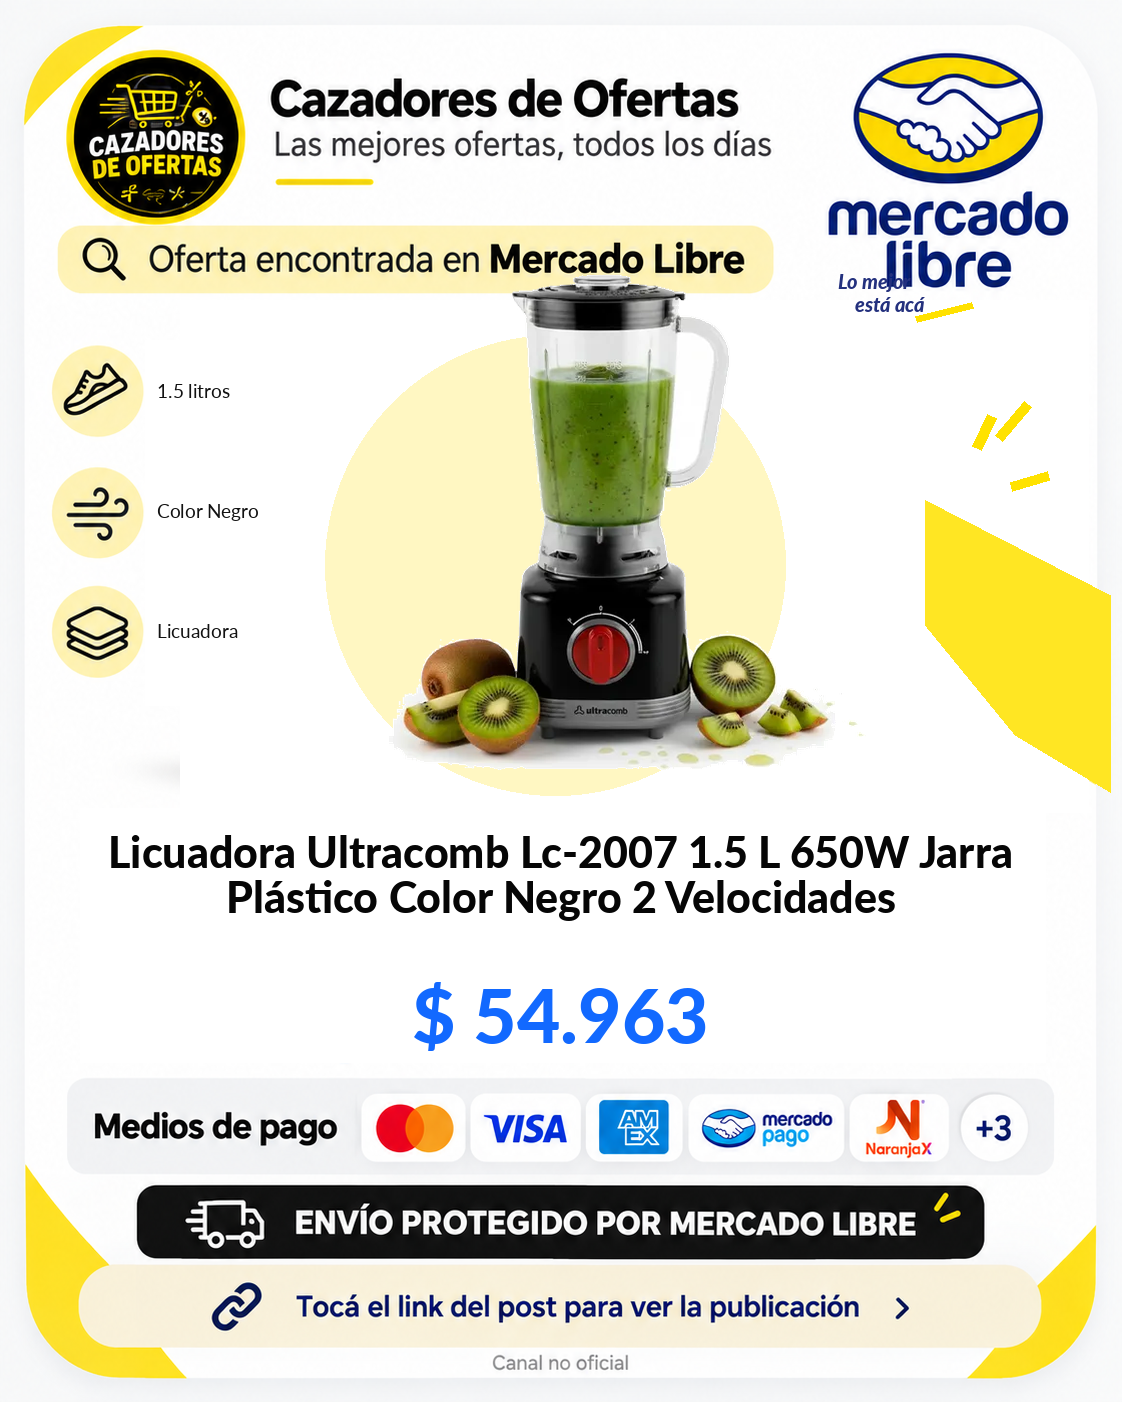 CAZADORES
DE OFERTAS
Cazadores de Ofertas
Las mejores ofertas, todos los días
mercado
libre
Lo mejor
está acá
Oferta encontrada en Mercado Libre
1.5 litros
Color Negro
Licuadora
ultracomb
Licuadora Ultracomb Lc-2007 1.5 L 650W Jarra
Plástico Color Negro 2 Velocidades
$ 54.963
Medios de pago
VISA
AM
EX
mercado
pago
NaranjaX
+3
ENVÍO PROTEGIDO POR MERCADO LIBRE
Tocá el link del post para ver la publicación
Canal no oficial